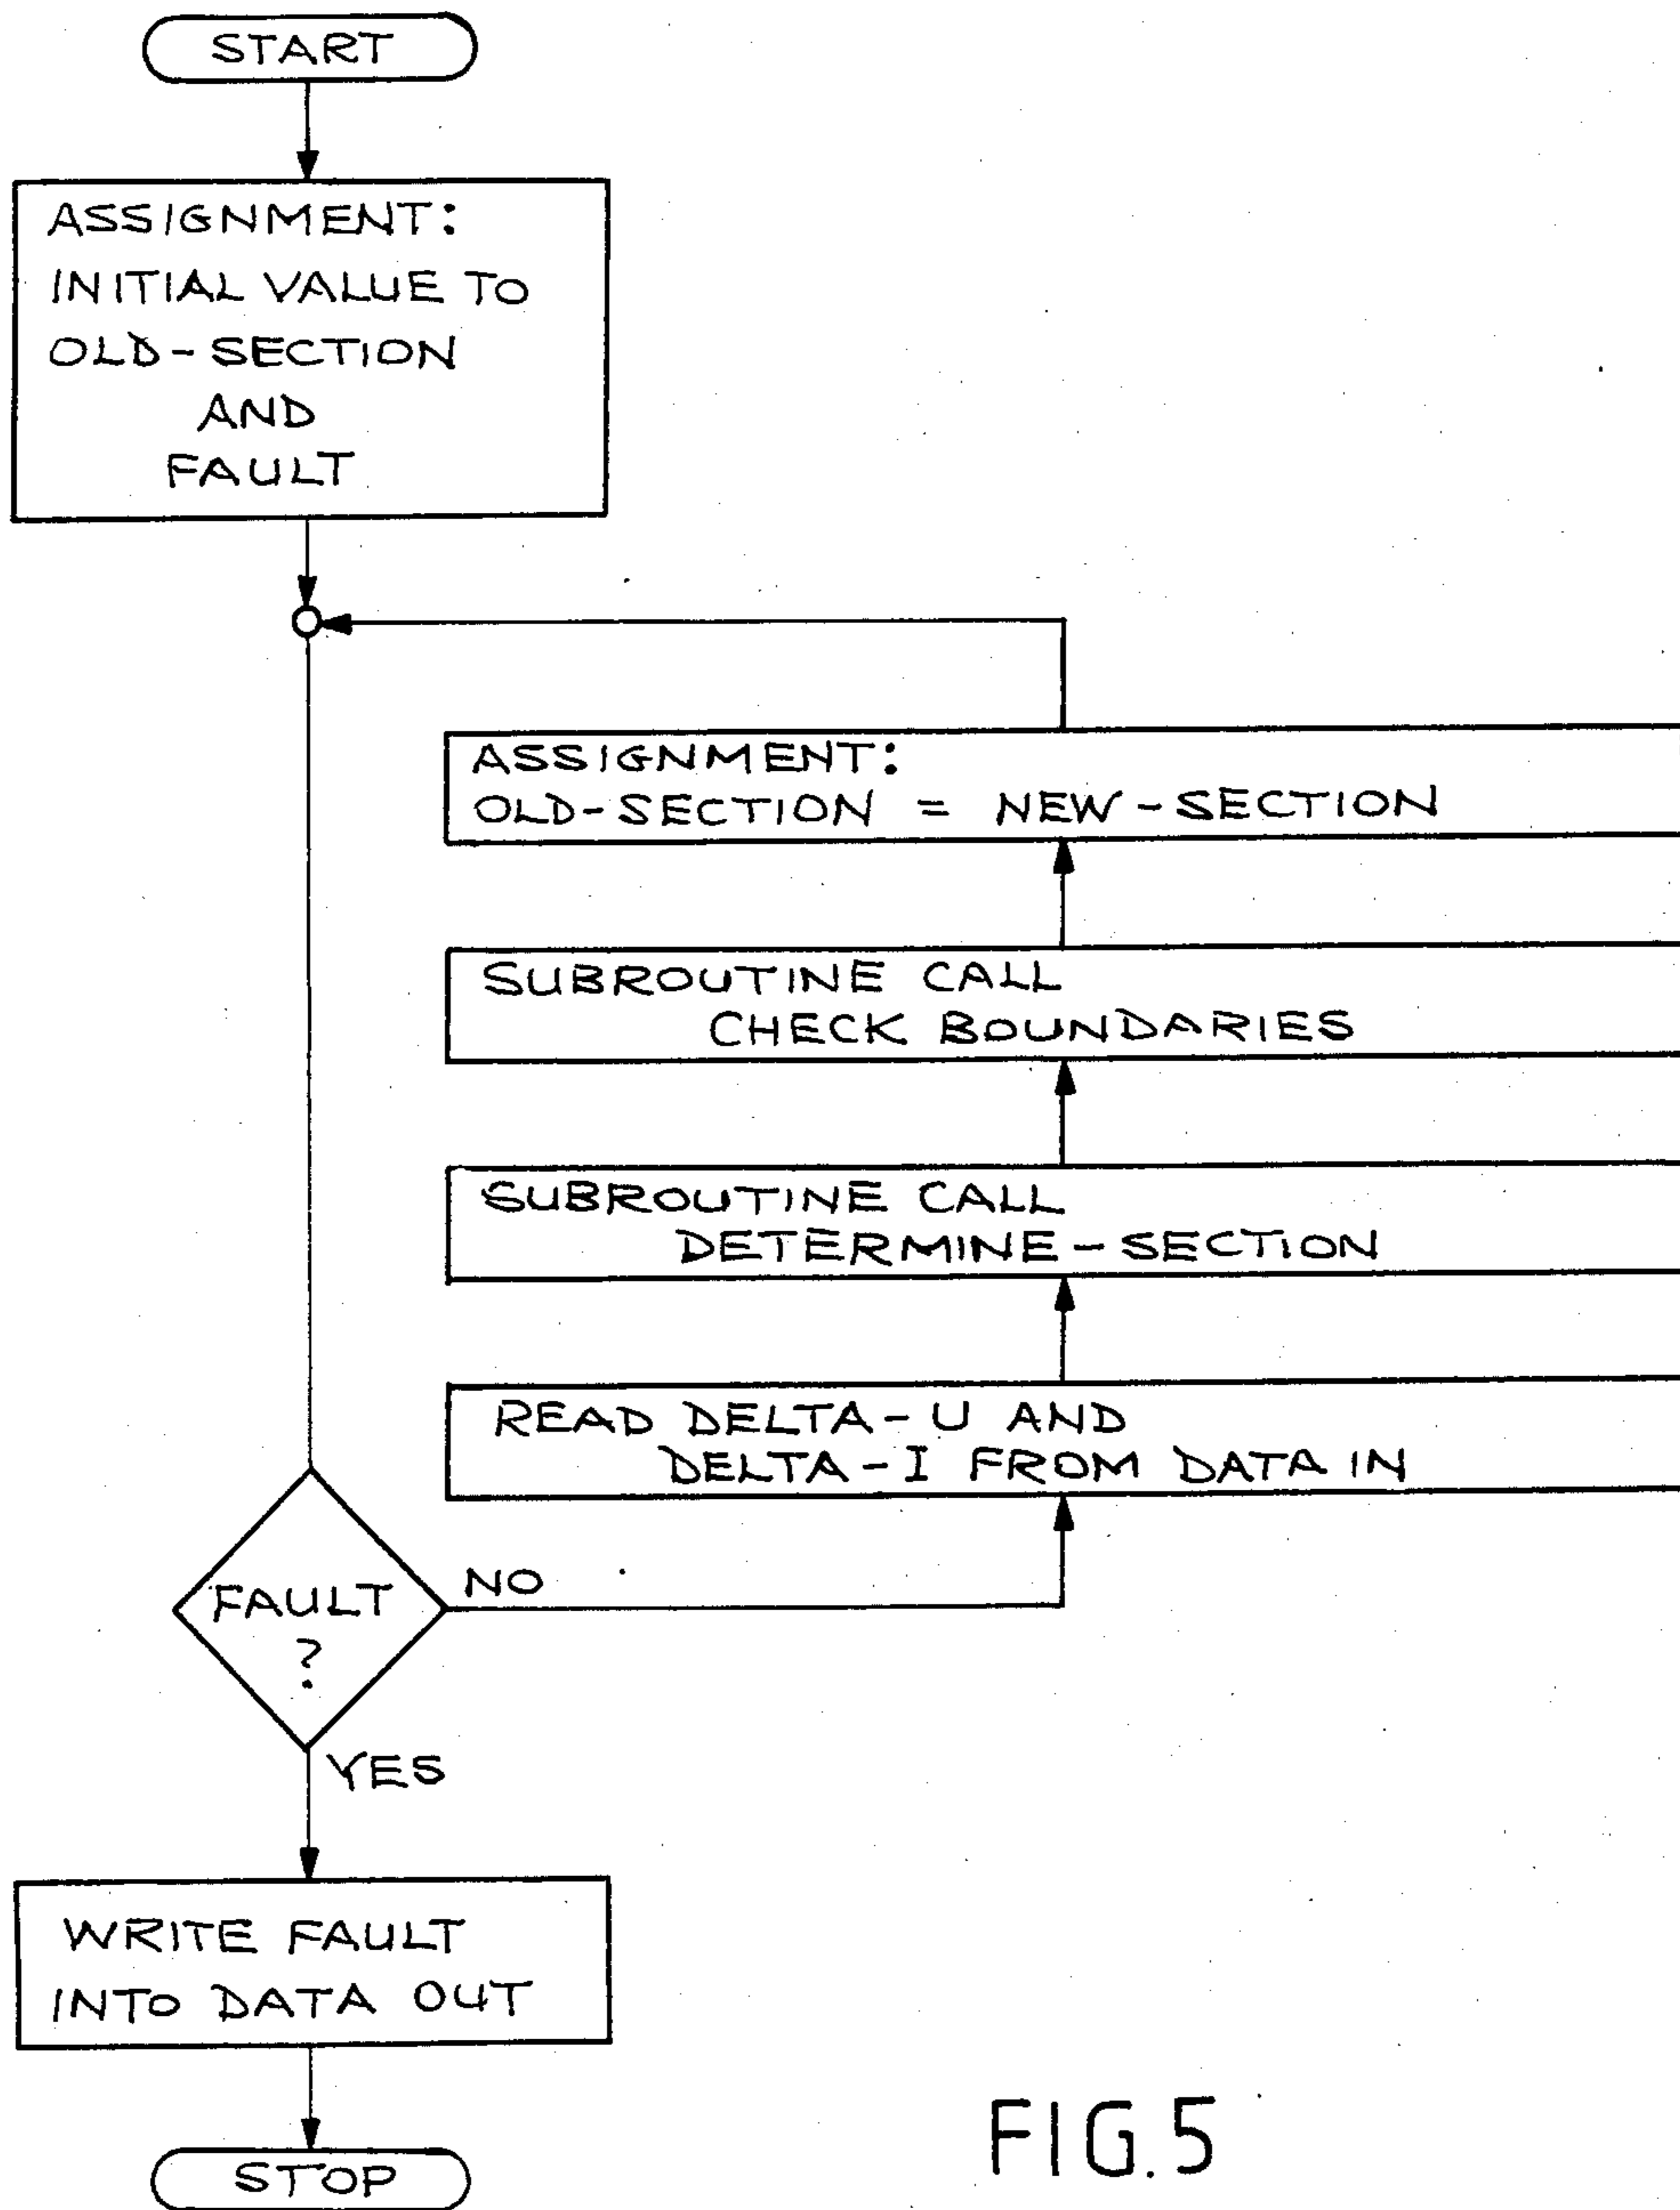 START
ASSIGNMENT:
INITIAL VALUE TO
OLD-SECTION
AND
FAULT
ASSIGNMENT:
OLD-SECTION = NEW-SECTION
SUBROUTINE CALL
CHECK BOUNDARIES
SUBROUTINE CALL
DETERMINE-SECTION
READ DELTA-U AND
DELTA-I FROM DATA IN
FAULT
?
NO
YES
WRITE FAULT
INTO DATA OUT
STOP
FIG.5